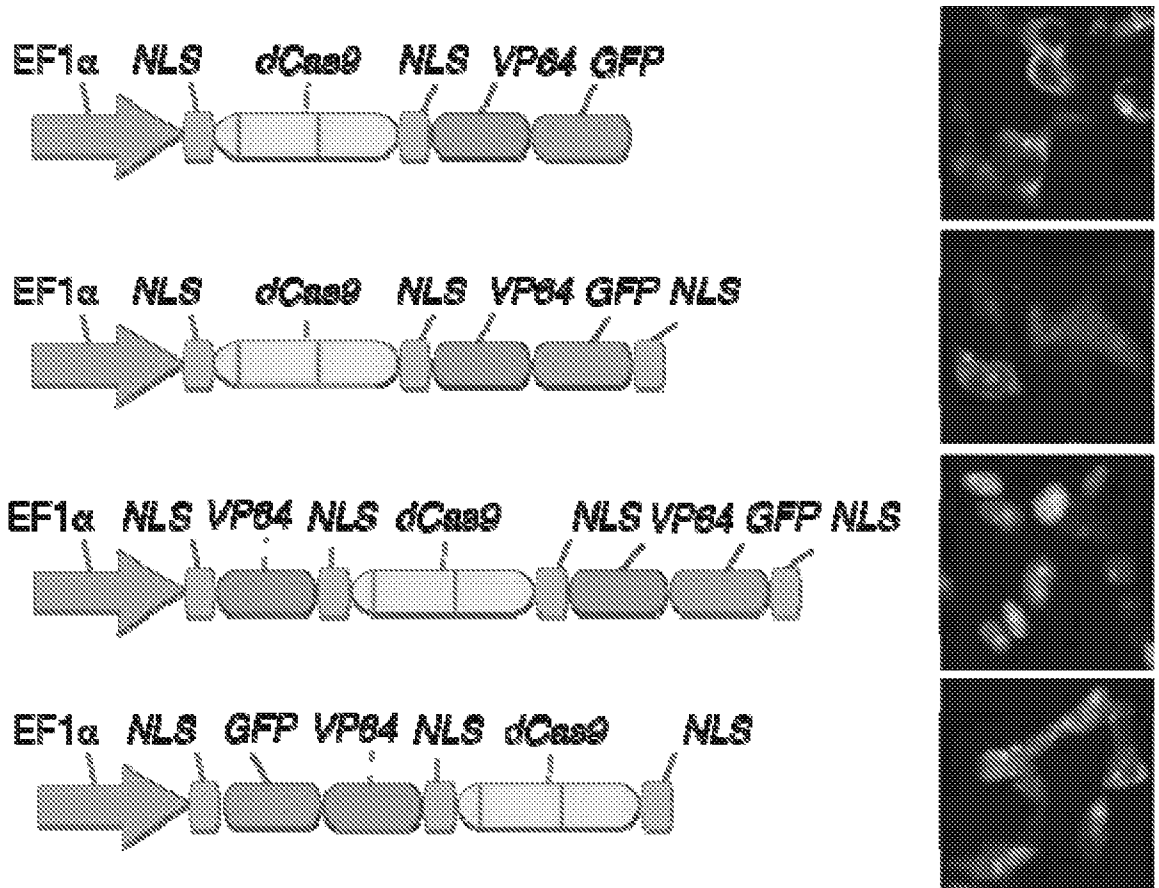 EF1α NLS dCas9 NLS VP64 GFP
EF1α NLS dCas9 NLS VP64 GFP NLS
EF1α NLS VP64 NLS dCas9 NLS VP64 GFP NLS
EF1α NLS GFP VP64 NLS dCas9 NLS